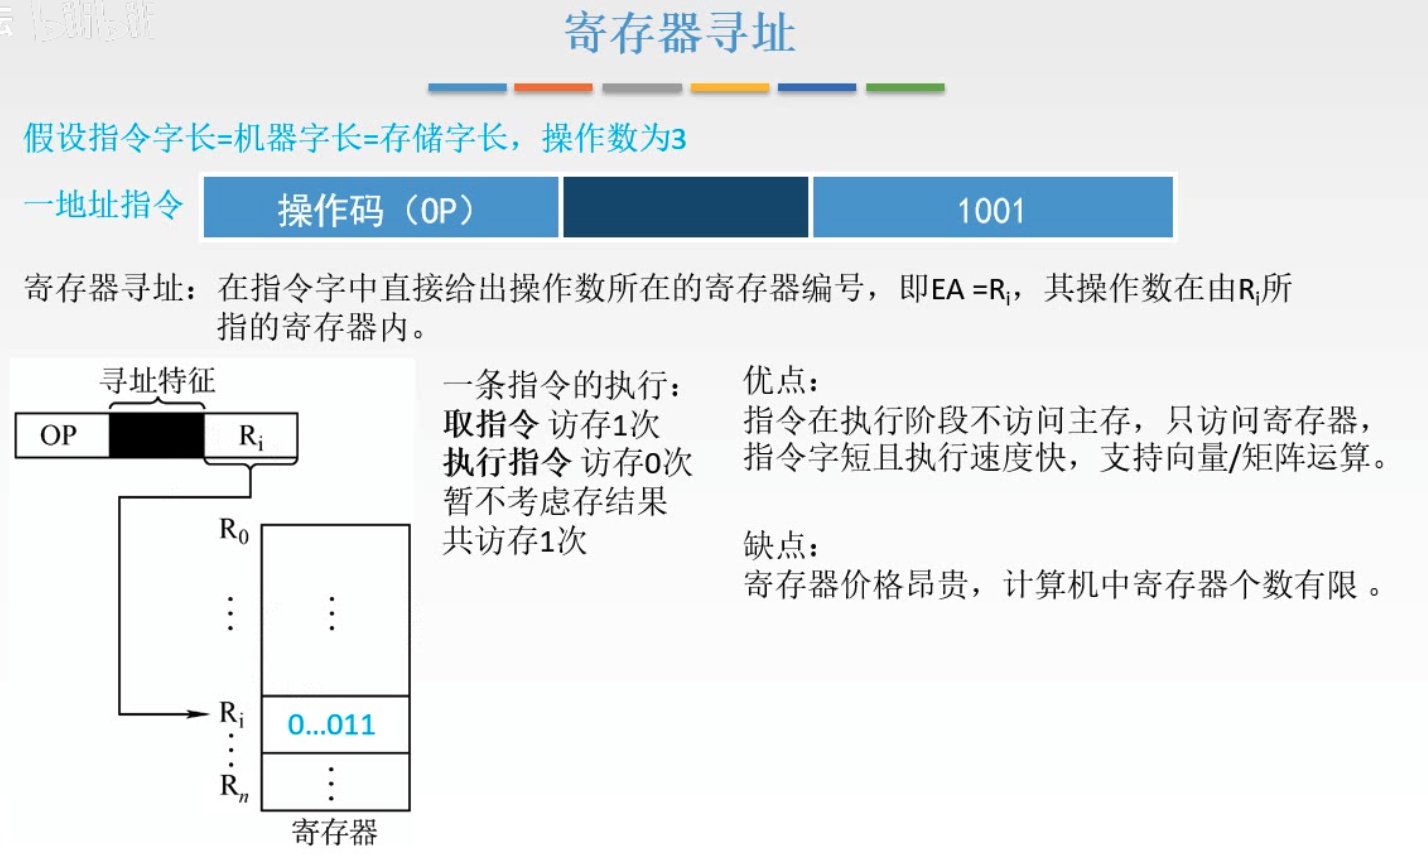 bilibili
寄存器寻址
假设指令字长=机器字长=存储字长，操作数为3
一地址指令 操作码（OP） 1001
寄存器寻址：在指令字中直接给出操作数所在的寄存器编号，即EA =Ri，其操作数在由Ri所
指的寄存器内。
寻址特征
OP Ri
R0
⋮ ⋮
Ri 0...011
⋮
Rn ⋮
寄存器
一条指令的执行：
取指令 访存1次
执行指令 访存0次
暂不考虑存结果
共访存1次
优点：
指令在执行阶段不访问主存，只访问寄存器，
指令字短且执行速度快，支持向量/矩阵运算。
缺点：
寄存器价格昂贵，计算机中寄存器个数有限 。